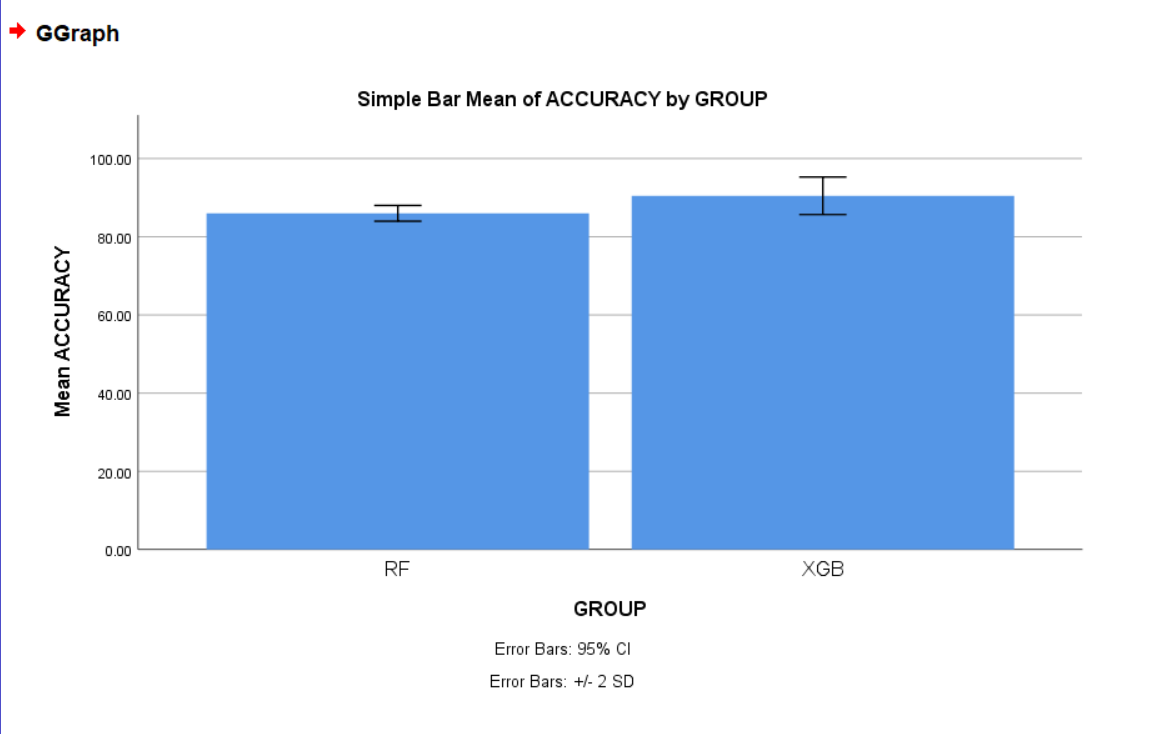 GGraph
Simple Bar Mean of ACCURACY by GROUP
Mean ACCURACY
100.00
80.00
60.00
40.00
20.00
0.00
RF XGB
GROUP
Error Bars: 95% CI
Error Bars: +/- 2 SD